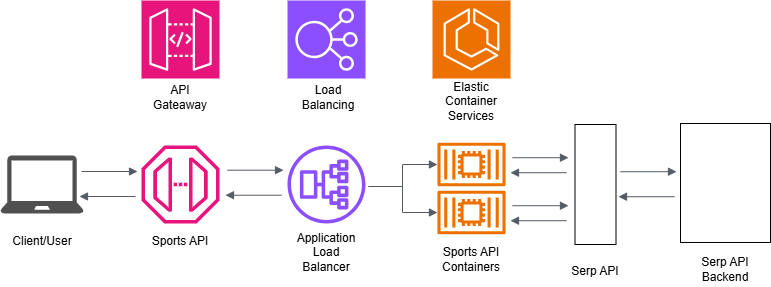 API
Gateaway
Load
Balancing
Elastic
Container
Services
Client/User
Sports API
Application
Load
Balancer
Sports API
Containers
Serp API
Serp API
Backend